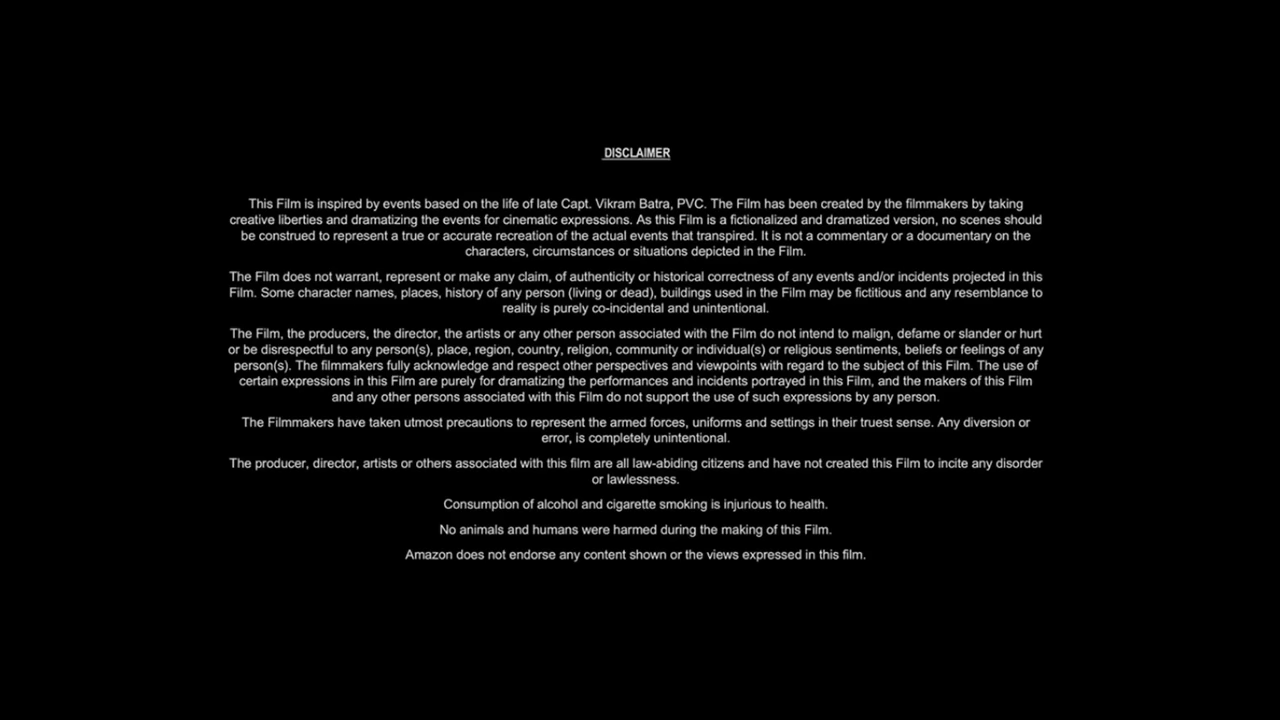 DISCLAIMER
This Film is inspired by events based on the life of late Capt. Vikram Batra, PVC. The Film has been created by the filmmakers by taking
creative liberties and dramatizing the events for cinematic expressions. As this Film is a fictionalized and dramatized version, no scenes should
be construed to represent a true or accurate recreation of the actual events that transpired. It is not a commentary or a documentary on the
characters, circumstances or situations depicted in the Film.
The Film does not warrant, represent or make any claim, of authenticity or historical correctness of any events and/or incidents projected in this
Film. Some character names, places, history of any person (living or dead), buildings used in the Film may be fictitious and any resemblance to
reality is purely co-incidental and unintentional.
The Film, the producers, the director, the artists or any other person associated with the Film do not intend to malign, defame or slander or hurt
or be disrespectful to any person(s), place, region, country, religion, community or individual(s) or religious sentiments, beliefs or feelings of any
person(s). The filmmakers fully acknowledge and respect other perspectives and viewpoints with regard to the subject of this Film. The use of
certain expressions in this Film are purely for dramatizing the performances and incidents portrayed in this Film, and the makers of this Film
and any other persons associated with this Film do not support the use of such expressions by any person.
The Filmmakers have taken utmost precautions to represent the armed forces, uniforms and settings in their truest sense. Any diversion or
error, is completely unintentional.
The producer, director, artists or others associated with this film are all law-abiding citizens and have not created this Film to incite any disorder
or lawlessness.
Consumption of alcohol and cigarette smoking is injurious to health.
No animals and humans were harmed during the making of this Film.
Amazon does not endorse any content shown or the views expressed in this film.